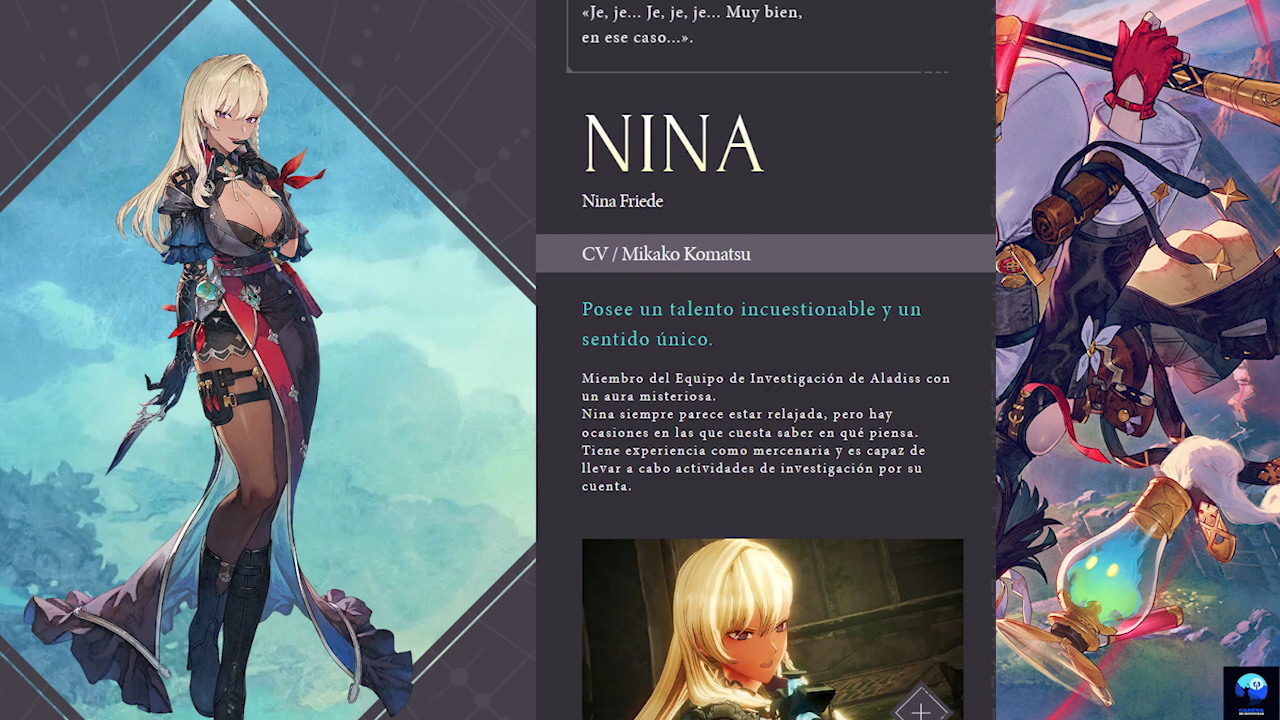 «Je, je... Je, je, je... Muy bien,
en ese caso...».
NINA
Nina Friede
CV / Mikako Komatsu
Posee un talento incuestionable y un
sentido único.
Miembro del Equipo de Investigación de Aladiss con
un aura misteriosa.
Nina siempre parece estar relajada, pero hay
ocasiones en las que cuesta saber en qué piensa.
Tiene experiencia como mercenaria y es capaz de
llevar a cabo actividades de investigación por su
cuenta.